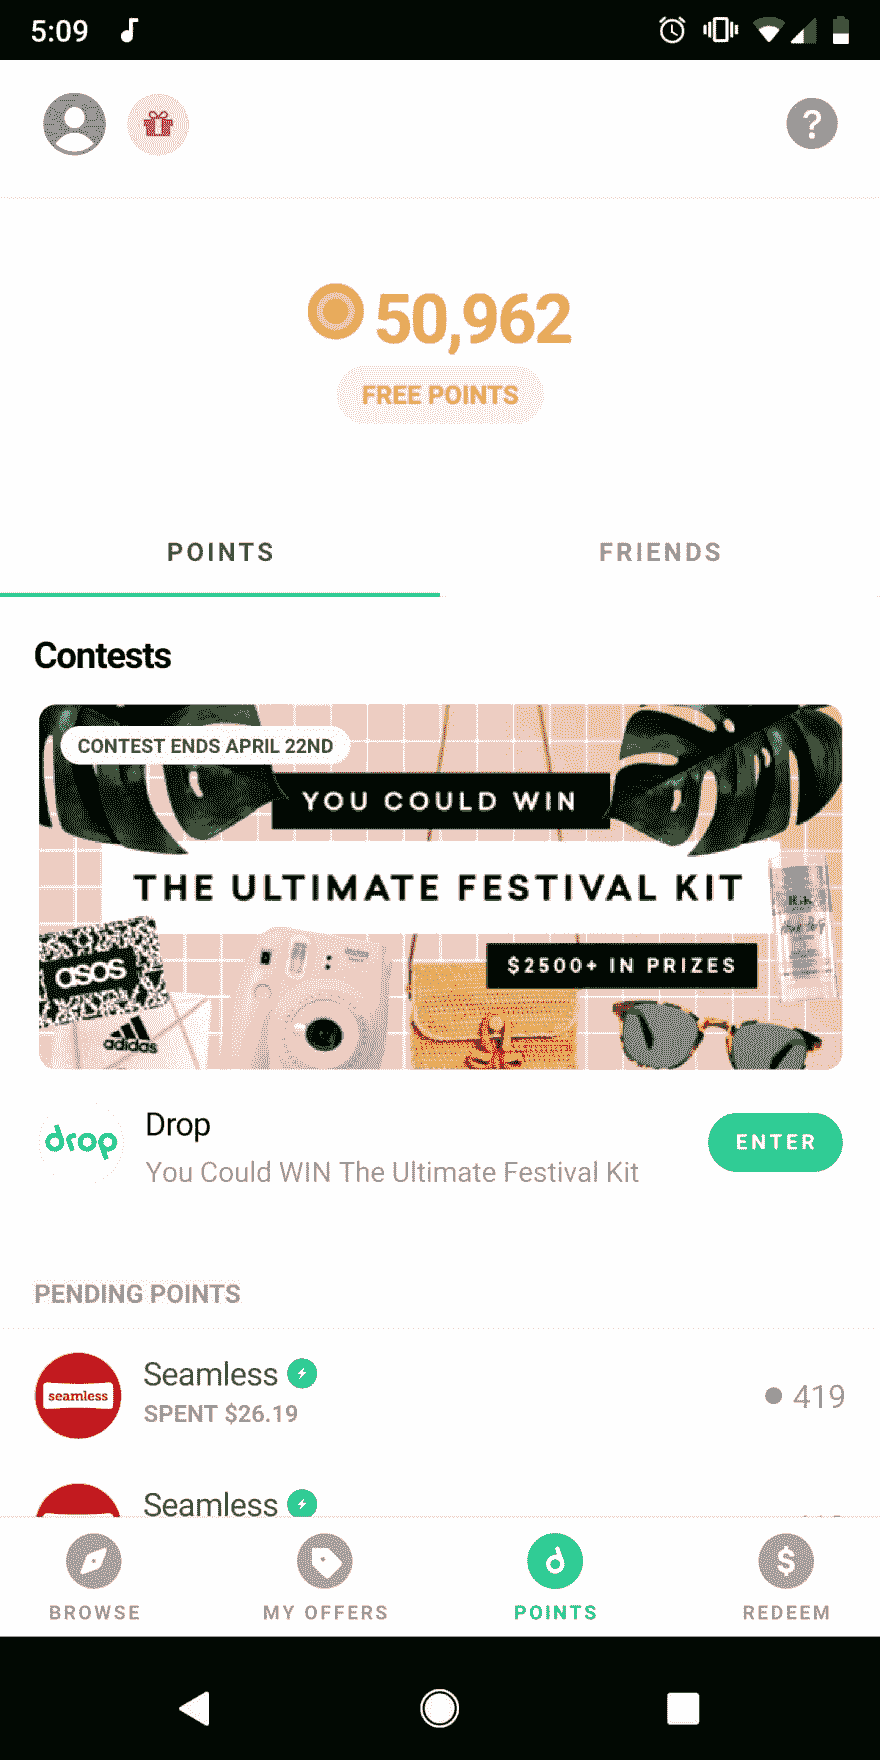 5:09
50,962
FREE POINTS
POINTS
FRIENDS
Contests
CONTEST ENDS APRIL 22ND
YOU COULD WIN
THE ULTIMATE FESTIVAL KIT
$2500+ IN PRIZES
asos
adidas
drop
Drop
You Could WIN The Ultimate Festival Kit
ENTER
PENDING POINTS
seamless
Seamless
SPENT $26.19
419
Seamless
BROWSE
MY OFFERS
POINTS
REDEEM